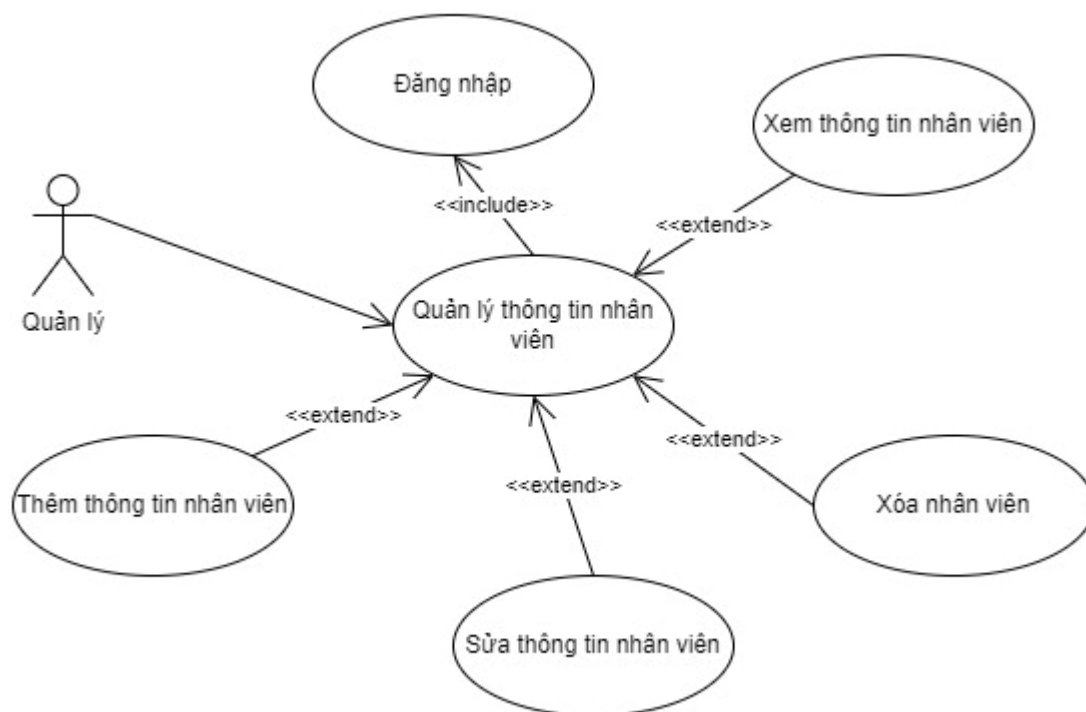 Đăng nhập
Xem thông tin nhân viên
<<include>>
<<extend>>
Quản lý thông tin nhân
viên
Quản lý
<<extend>>
<<extend>>
<<extend>>
Thêm thông tin nhân viên
Xóa nhân viên
Sửa thông tin nhân viên